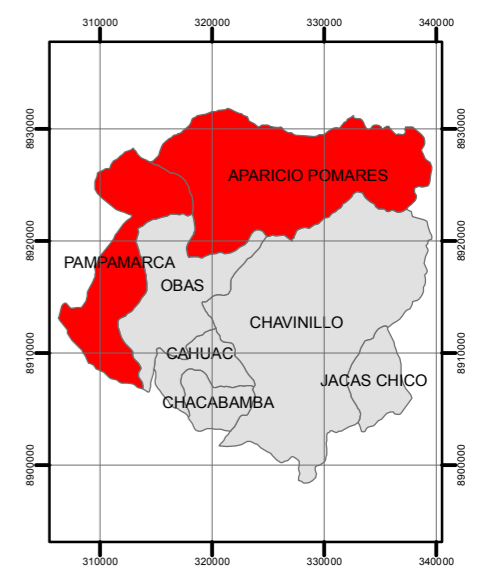 310000 320000 330000 340000
8930000 8930000
APARICIO POMARES
8920000 8920000
PAMPAMARCA
OBAS
CHAVINILLO
8910000 8910000
CAHUAC
JACAS CHICO
CHACABAMBA
8900000 8900000
310000 320000 330000 340000